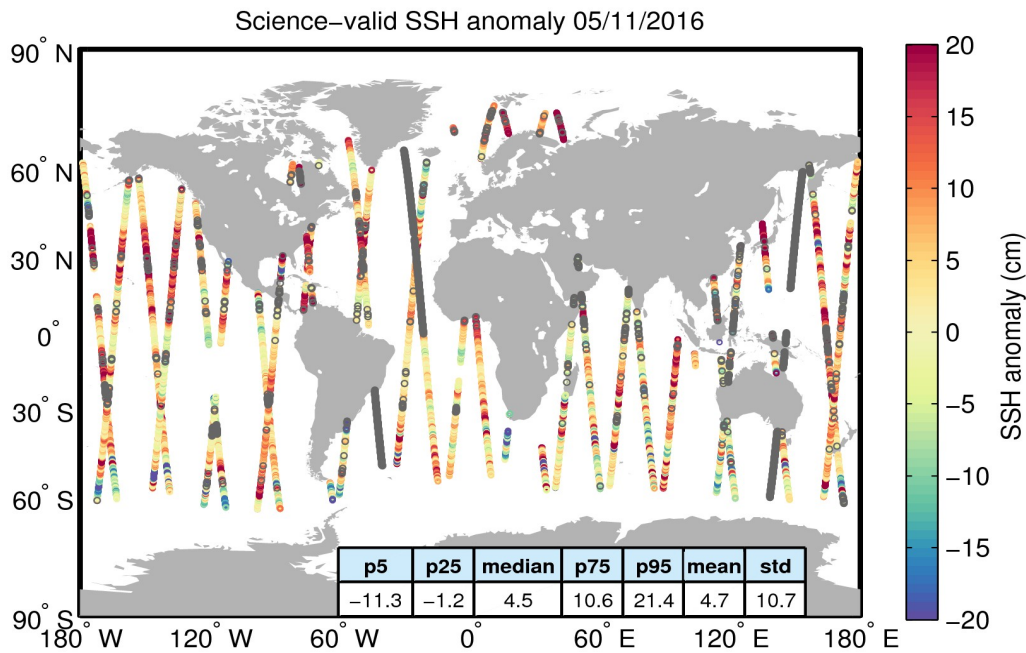 Science−valid SSH anomaly 05/11/2016
90° N
60° N
30° N
0°
30° S
60° S
90° S
180° W
120° W
60° W
0°
60° E
120° E
180° E
p5 p25 median p75 p95 mean std
−11.3 −1.2 4.5 10.6 21.4 4.7 10.7
20
15
10
5
0
−5
−10
−15
−20
SSH anomaly (cm)